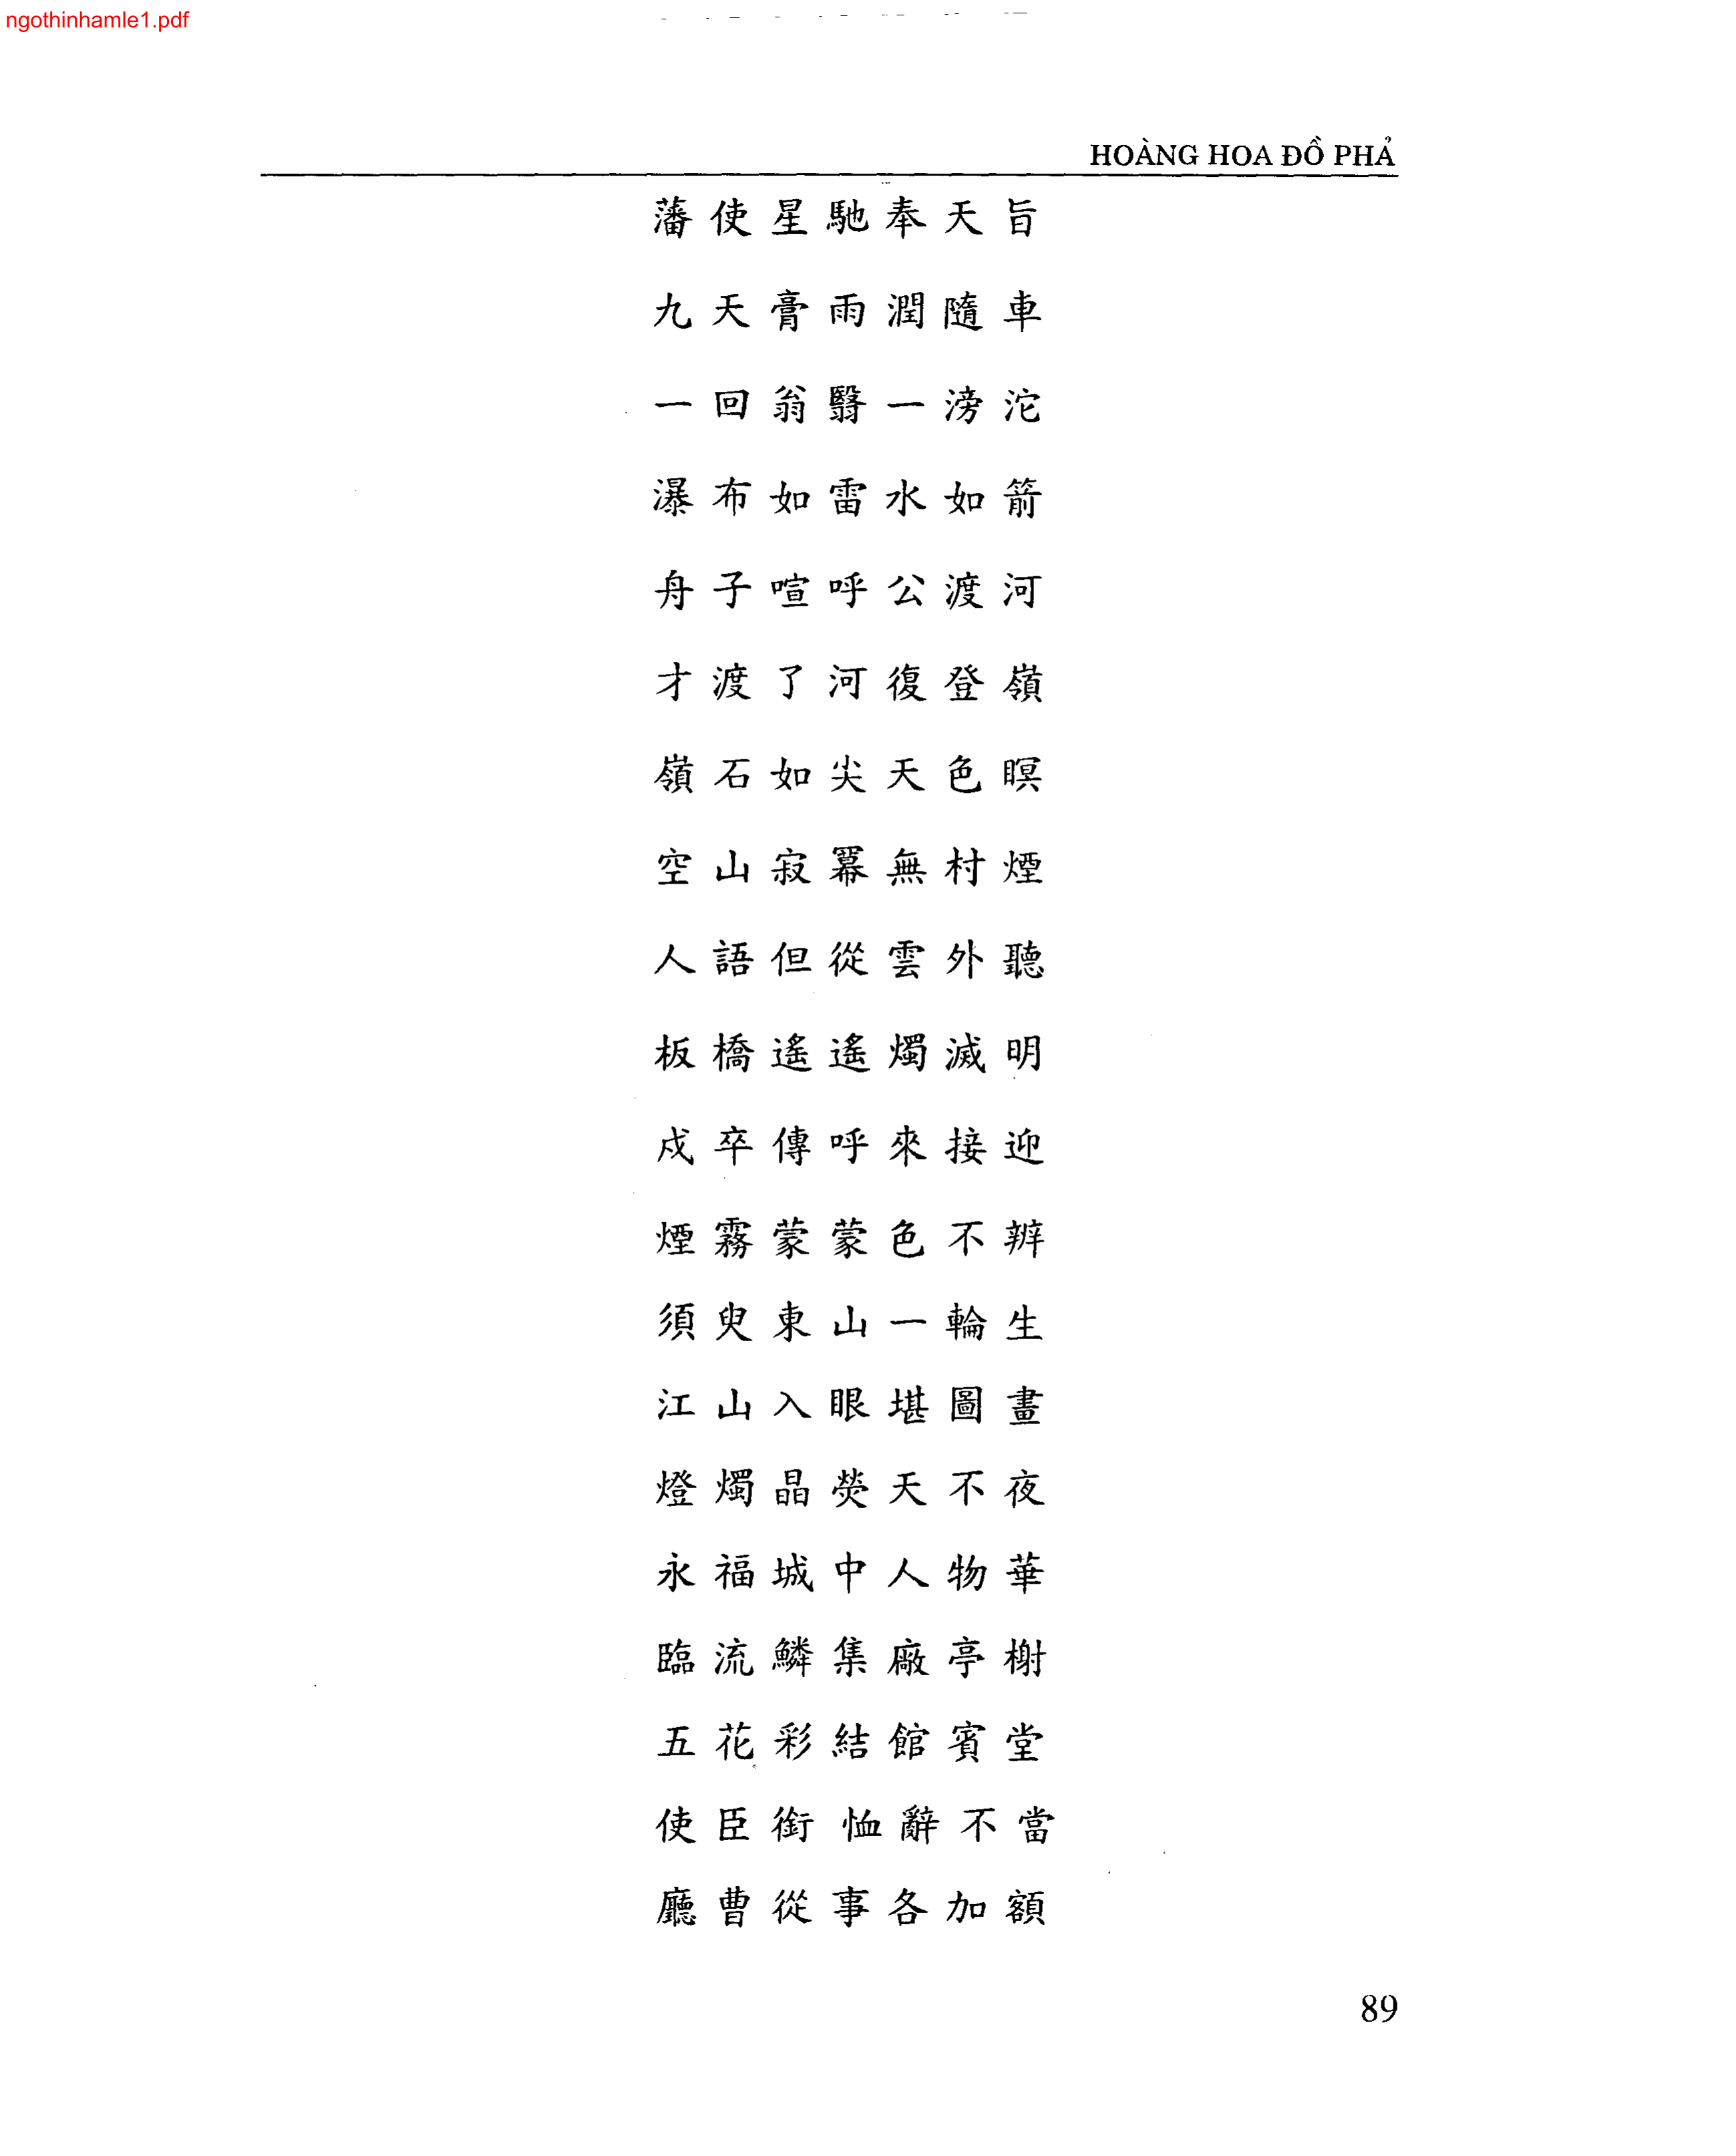 ngothinhamle1.pdf
HOÀNG HOA ĐỒ PHẢ
藩使星馳奉天旨
九天膏雨潤隨車
一回翁翳一滂沱
瀑布如雷水如箭
舟子喧呼公渡河
才渡了河復登嶺
嶺石如尖天色瞑
空山寂冪無村煙
人語但從雲外聽
板橋遙遙燭滅明
戍卒傳呼來接迎
煙霧蒙蒙色不辨
須臾東山一輪生
江山入眼堪圖畫
燈燭晶熒天不夜
永福城中人物華
臨流鱗集廠亭榭
五花彩結館賓堂
使臣銜恤辭不當
廳曹從事各加額
89